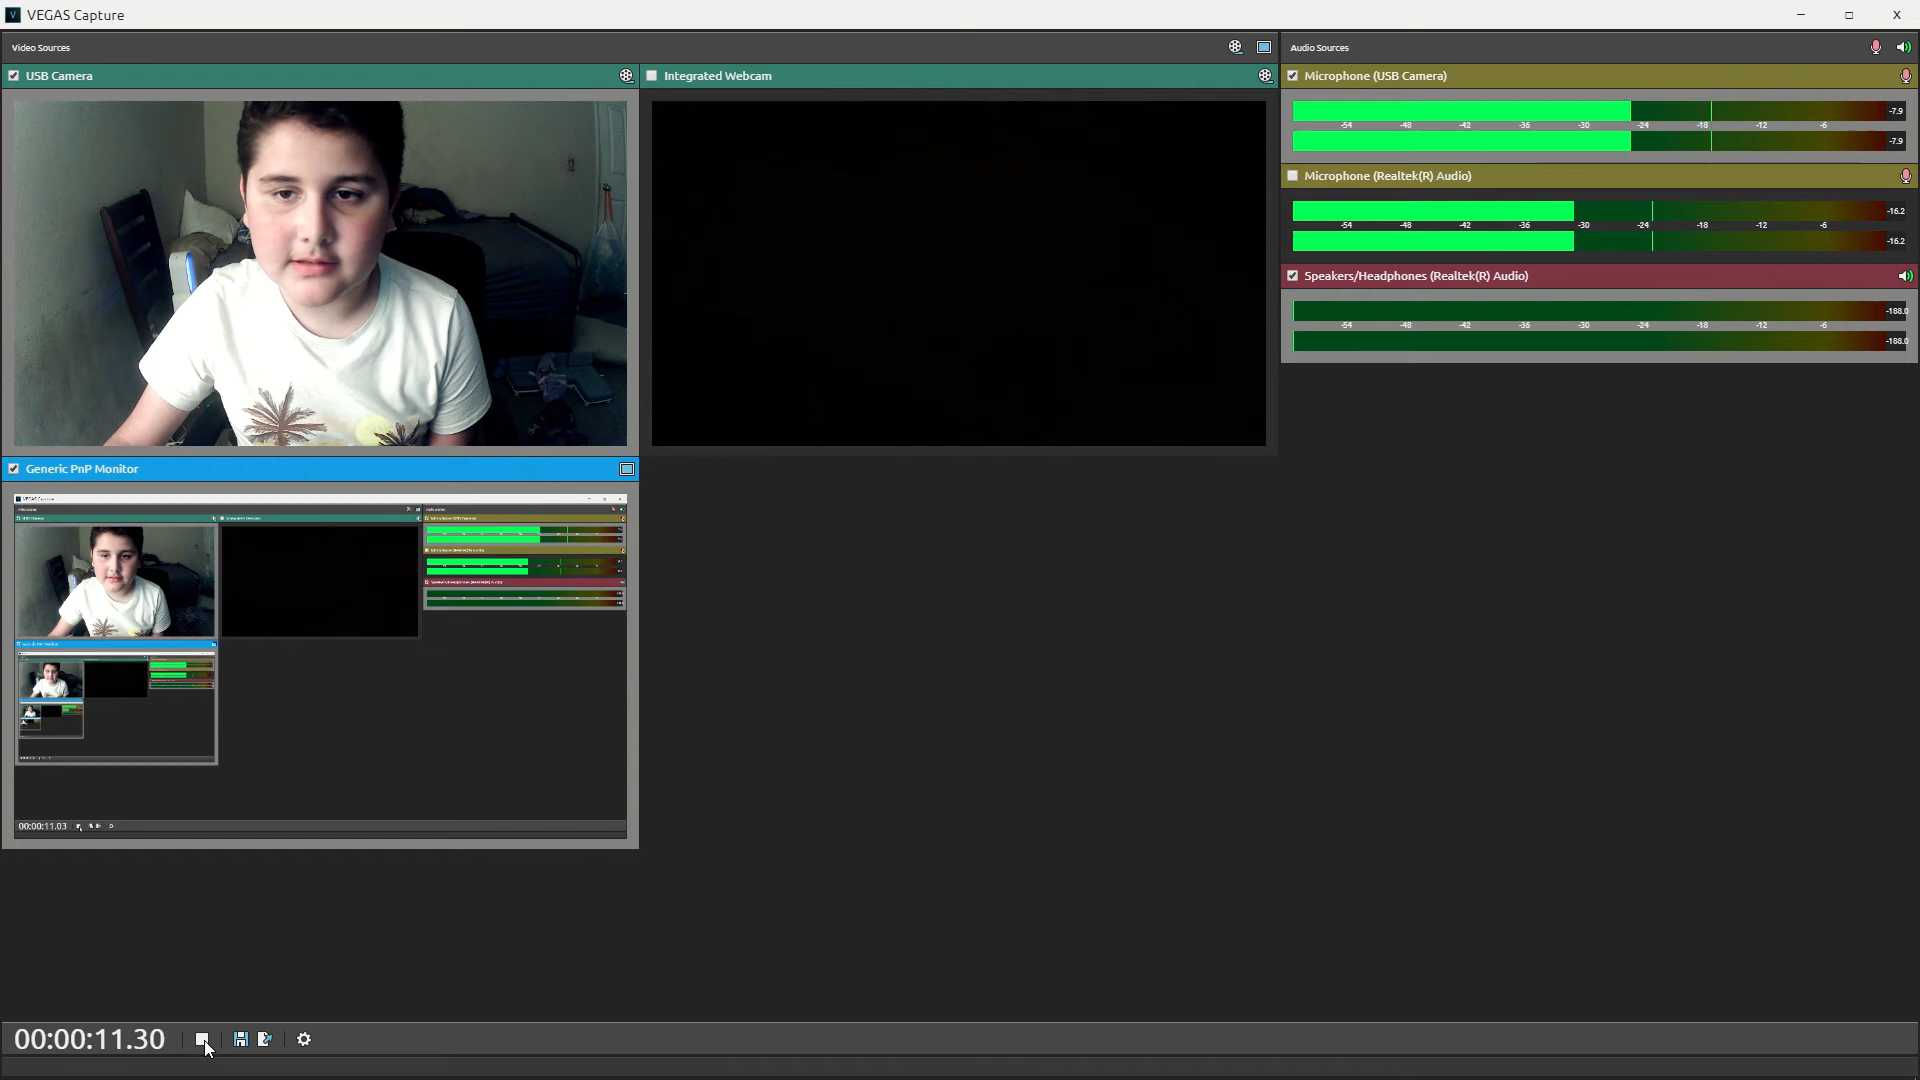 VEGAS Capture
Video Sources
Audio Sources
USB Camera
Integrated Webcam
Microphone (USB Camera)
-7.9
-54 -48 -42 -36 -30 -24 -18 -12 -6
-7.9
Microphone (Realtek(R) Audio)
-16.2
-54 -48 -42 -36 -30 -24 -18 -12 -6
-16.2
Speakers/Headphones (Realtek(R) Audio)
-188.0
-54 -48 -42 -36 -30 -24 -18 -12 -6
-188.0
Generic PnP Monitor
VEGAS Capture
00:00:11.03
00:00:11.30